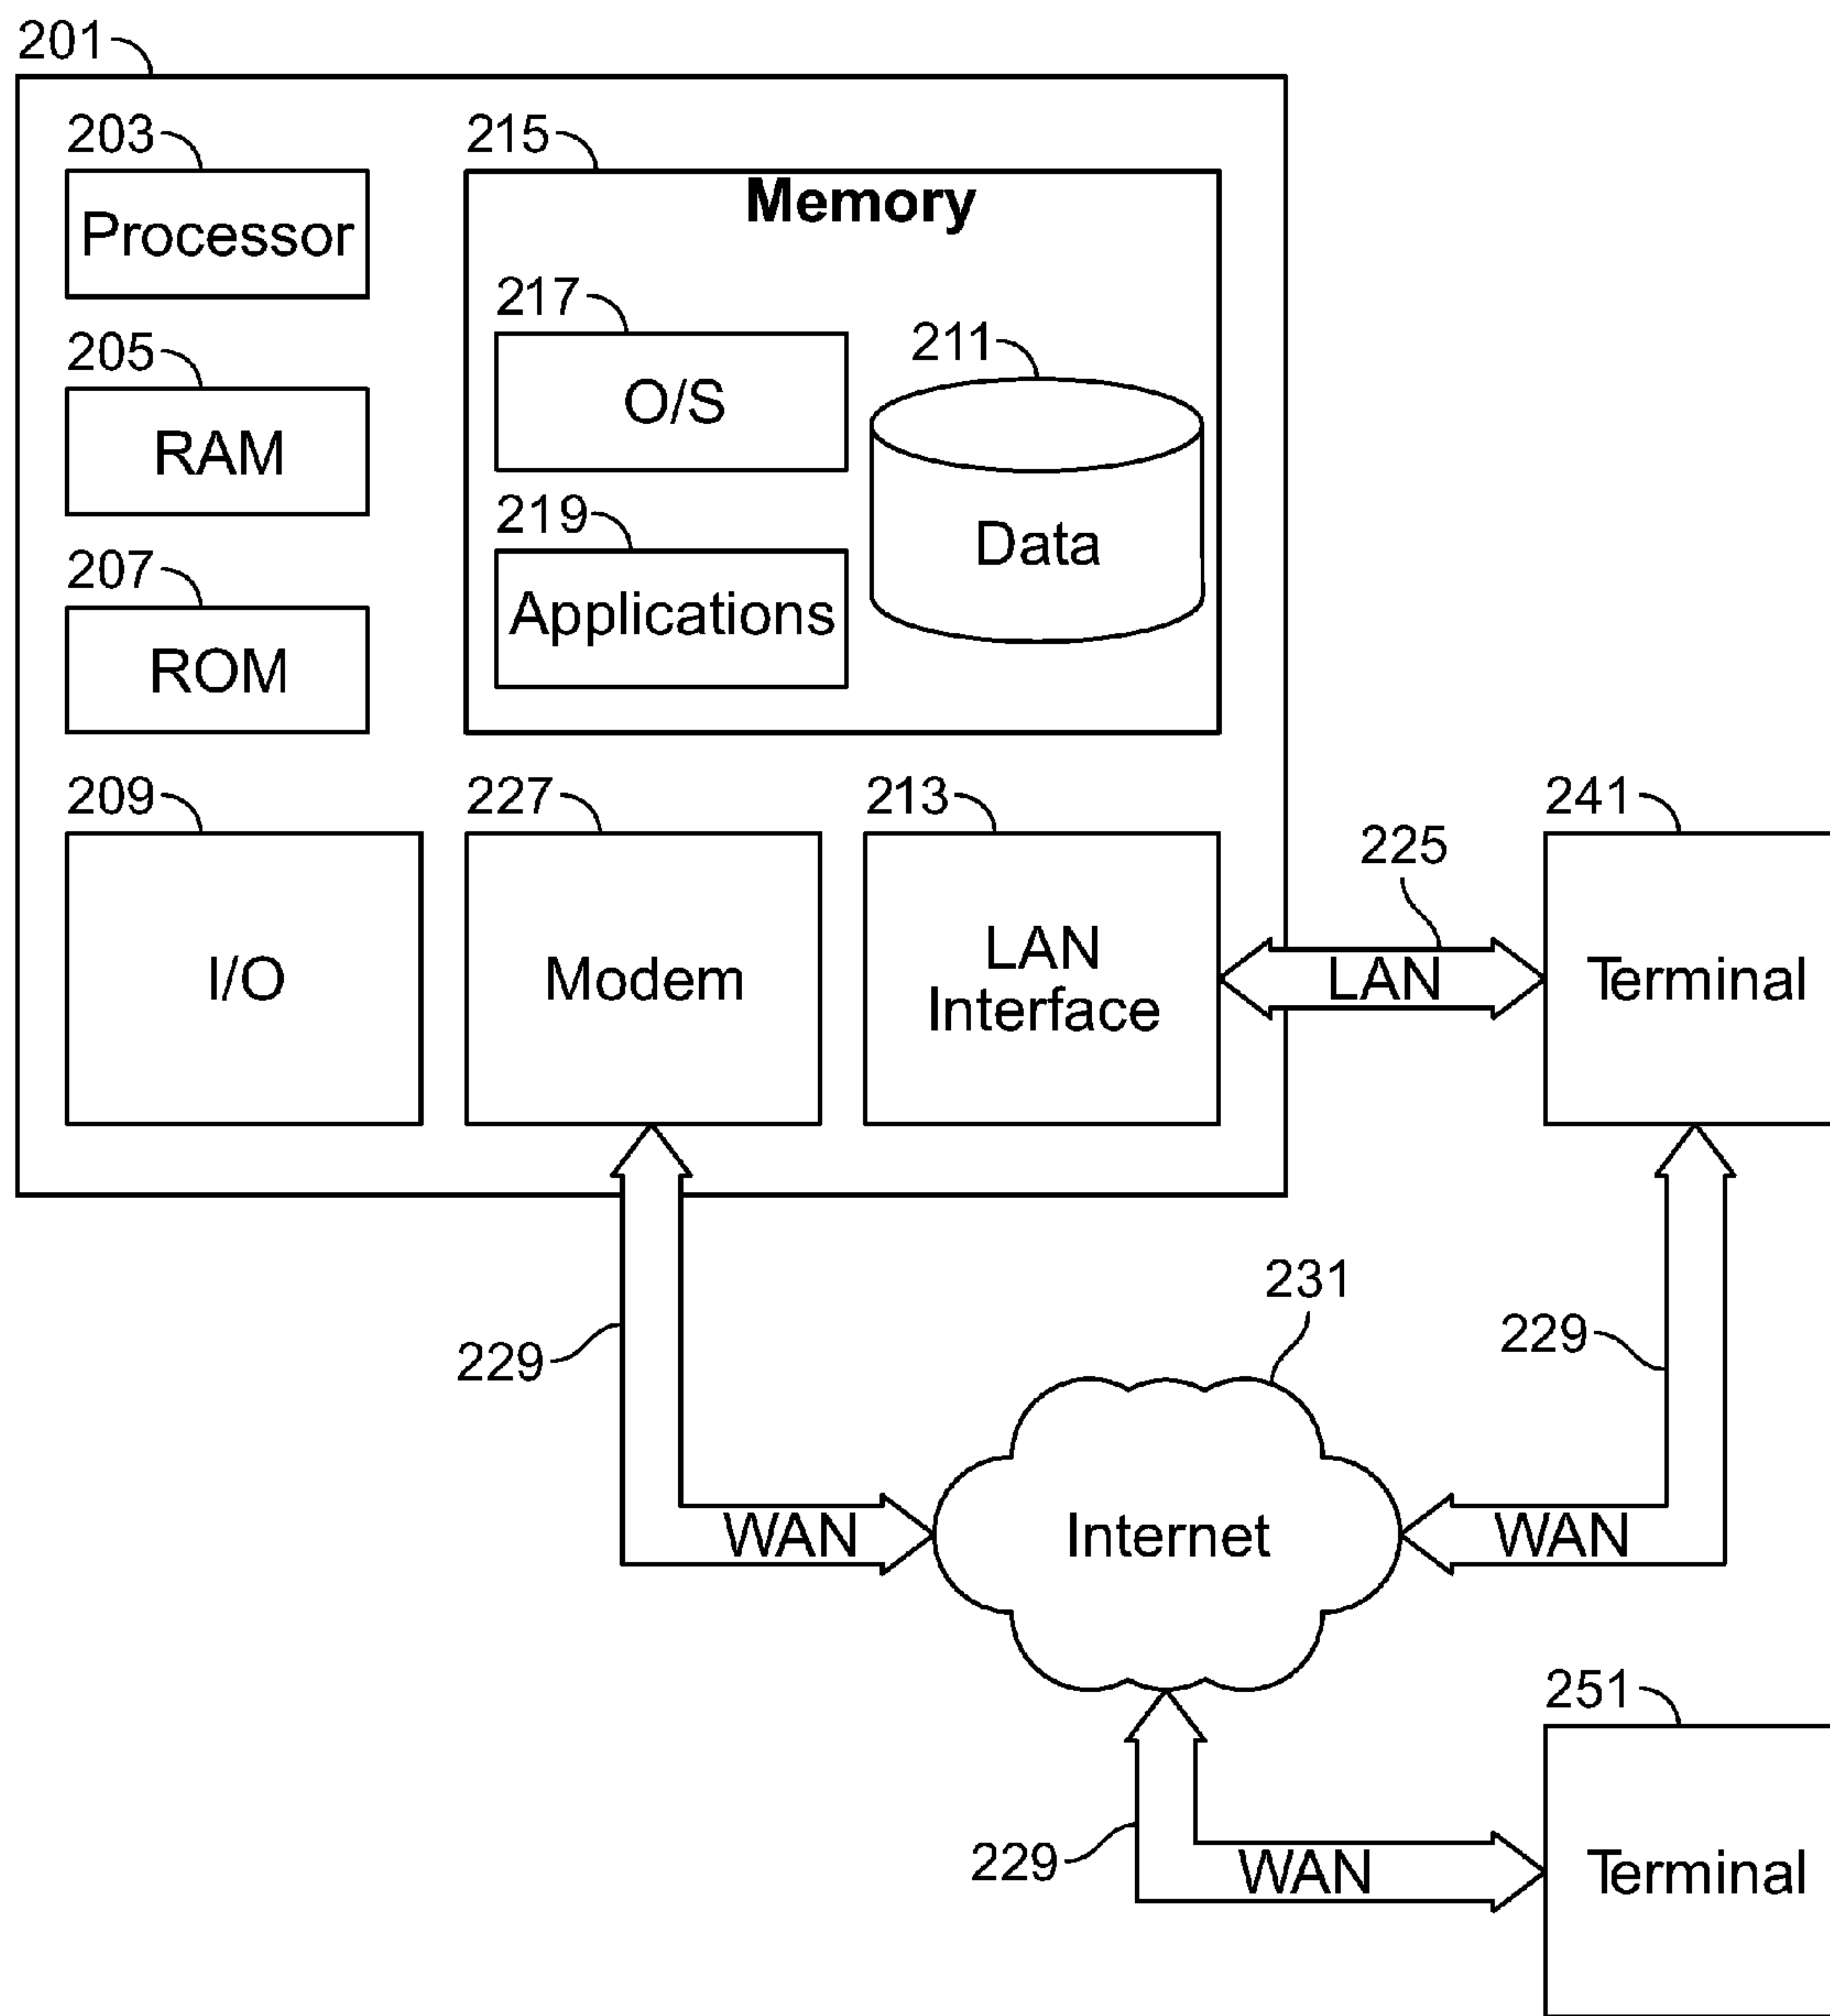 201
203
Processor
215
Memory
217
O/S
211
Data
205
RAM
219
Applications
207
ROM
209
I/O
227
Modem
213
LAN
Interface
225
LAN
241
Terminal
229
WAN
231
Internet
229
WAN
229
WAN
251
Terminal